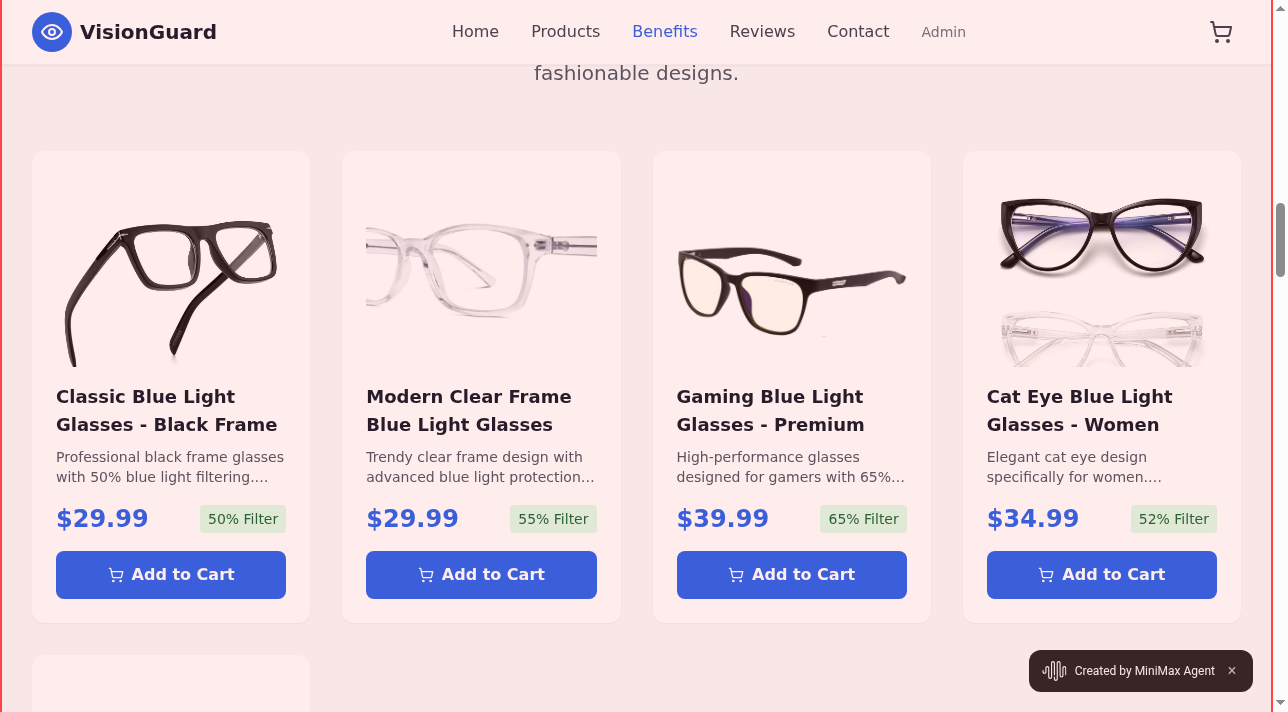 VisionGuard
Home
Products
Benefits
Reviews
Contact
Admin
fashionable designs.
Classic Blue Light
Glasses - Black Frame
Professional black frame glasses
with 50% blue light filtering....
$29.99
50% Filter
Add to Cart
Modern Clear Frame
Blue Light Glasses
Trendy clear frame design with
advanced blue light protection...
$29.99
55% Filter
Add to Cart
Gaming Blue Light
Glasses - Premium
High-performance glasses
designed for gamers with 65%...
$39.99
65% Filter
Add to Cart
Cat Eye Blue Light
Glasses - Women
Elegant cat eye design
specifically for women....
$34.99
52% Filter
Add to Cart
Created by MiniMax Agent ×